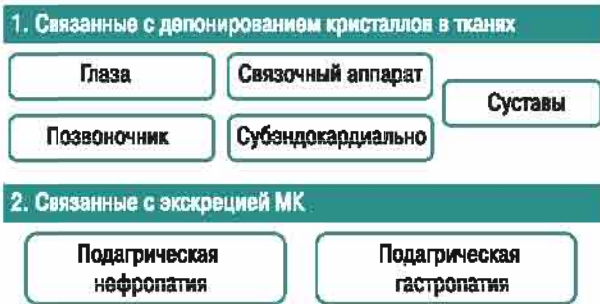 1. Связанные с депонированием кристаллов в тканях
Глаза
Связочный аппарат
Суставы
Позвоночник
Субэндокардиально
2. Связанные с экскрецией МК
Подагрическая
нефропатия
Подагрическая
гастропатия